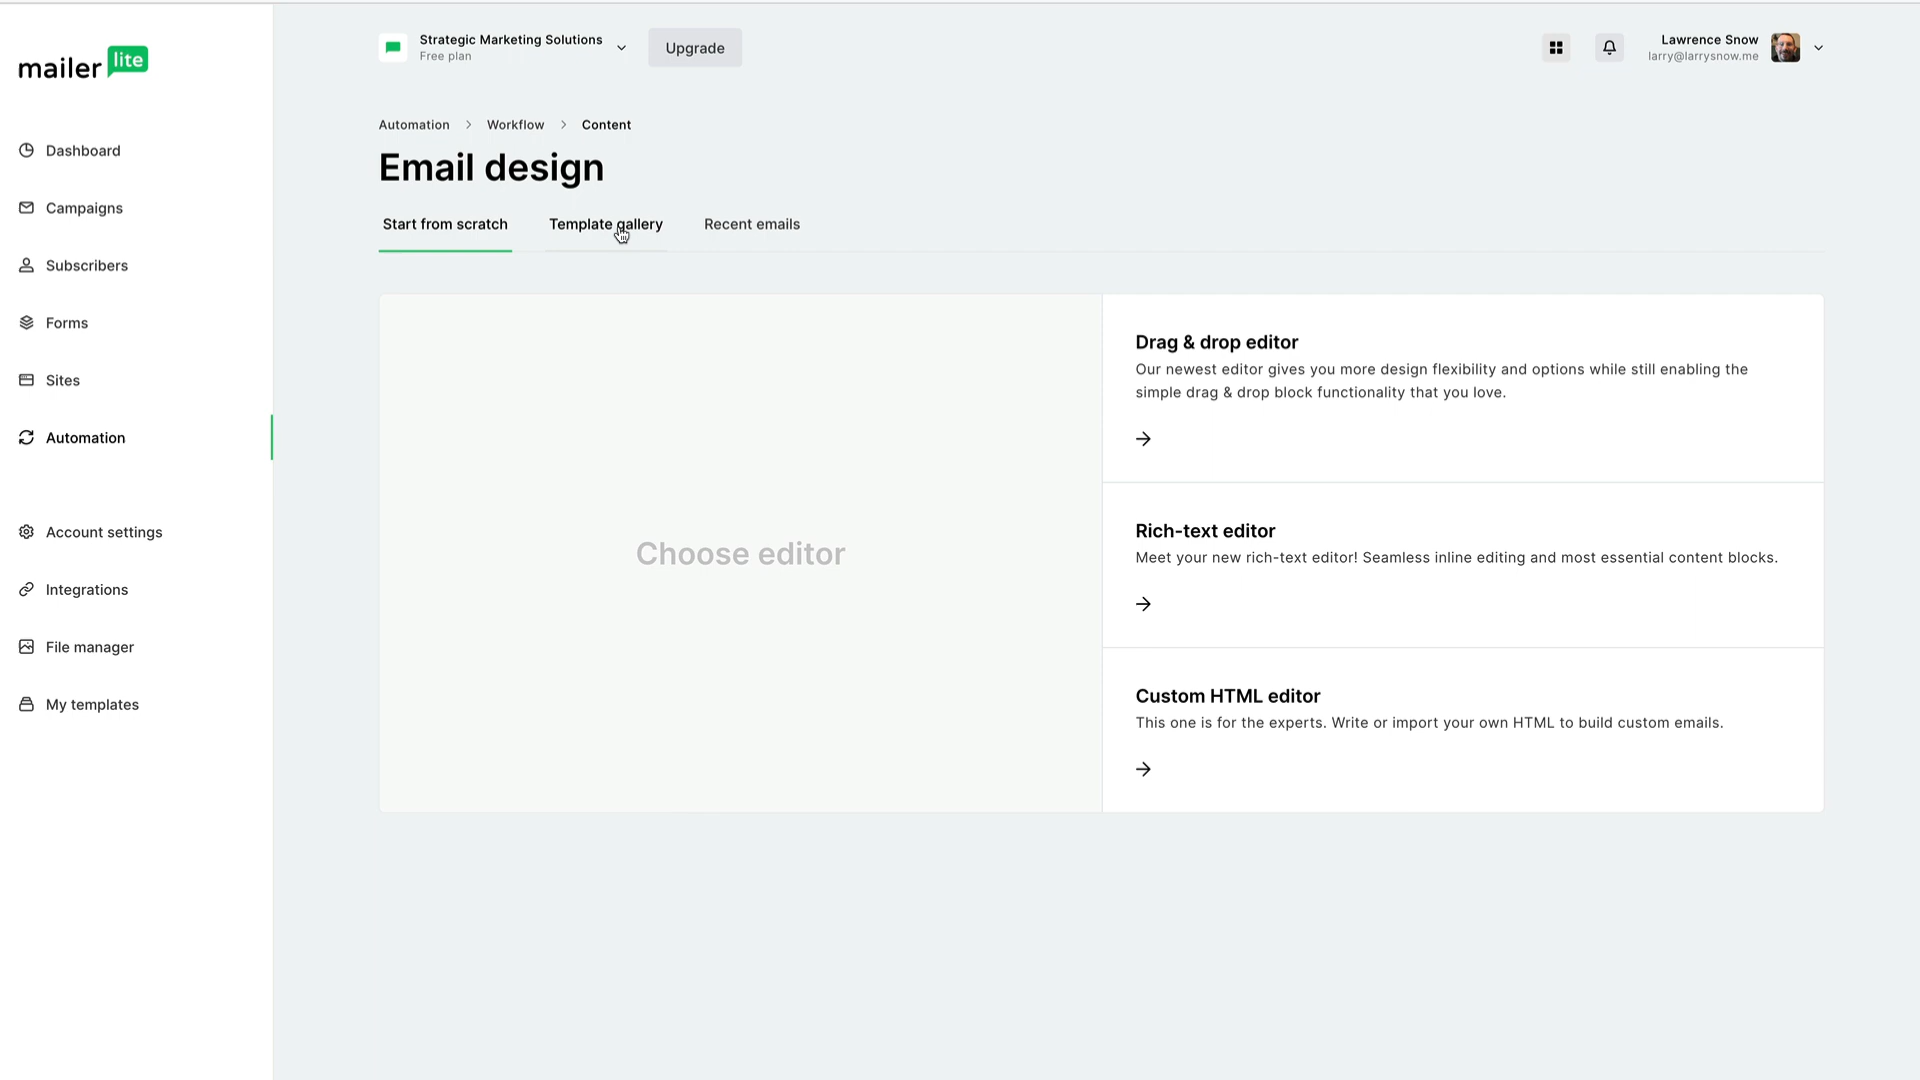 mailer lite
Dashboard
Campaigns
Subscribers
Forms
Sites
Automation
Account settings
Integrations
File manager
My templates
Strategic Marketing Solutions
Free plan
Upgrade
Lawrence Snow
larry@larrysnow.me
Automation > Workflow > Content
Email design
Start from scratch
Template gallery
Recent emails
Choose editor
Drag & drop editor
Our newest editor gives you more design flexibility and options while still enabling the
simple drag & drop block functionality that you love.
Rich-text editor
Meet your new rich-text editor! Seamless inline editing and most essential content blocks.
Custom HTML editor
This one is for the experts. Write or import your own HTML to build custom emails.